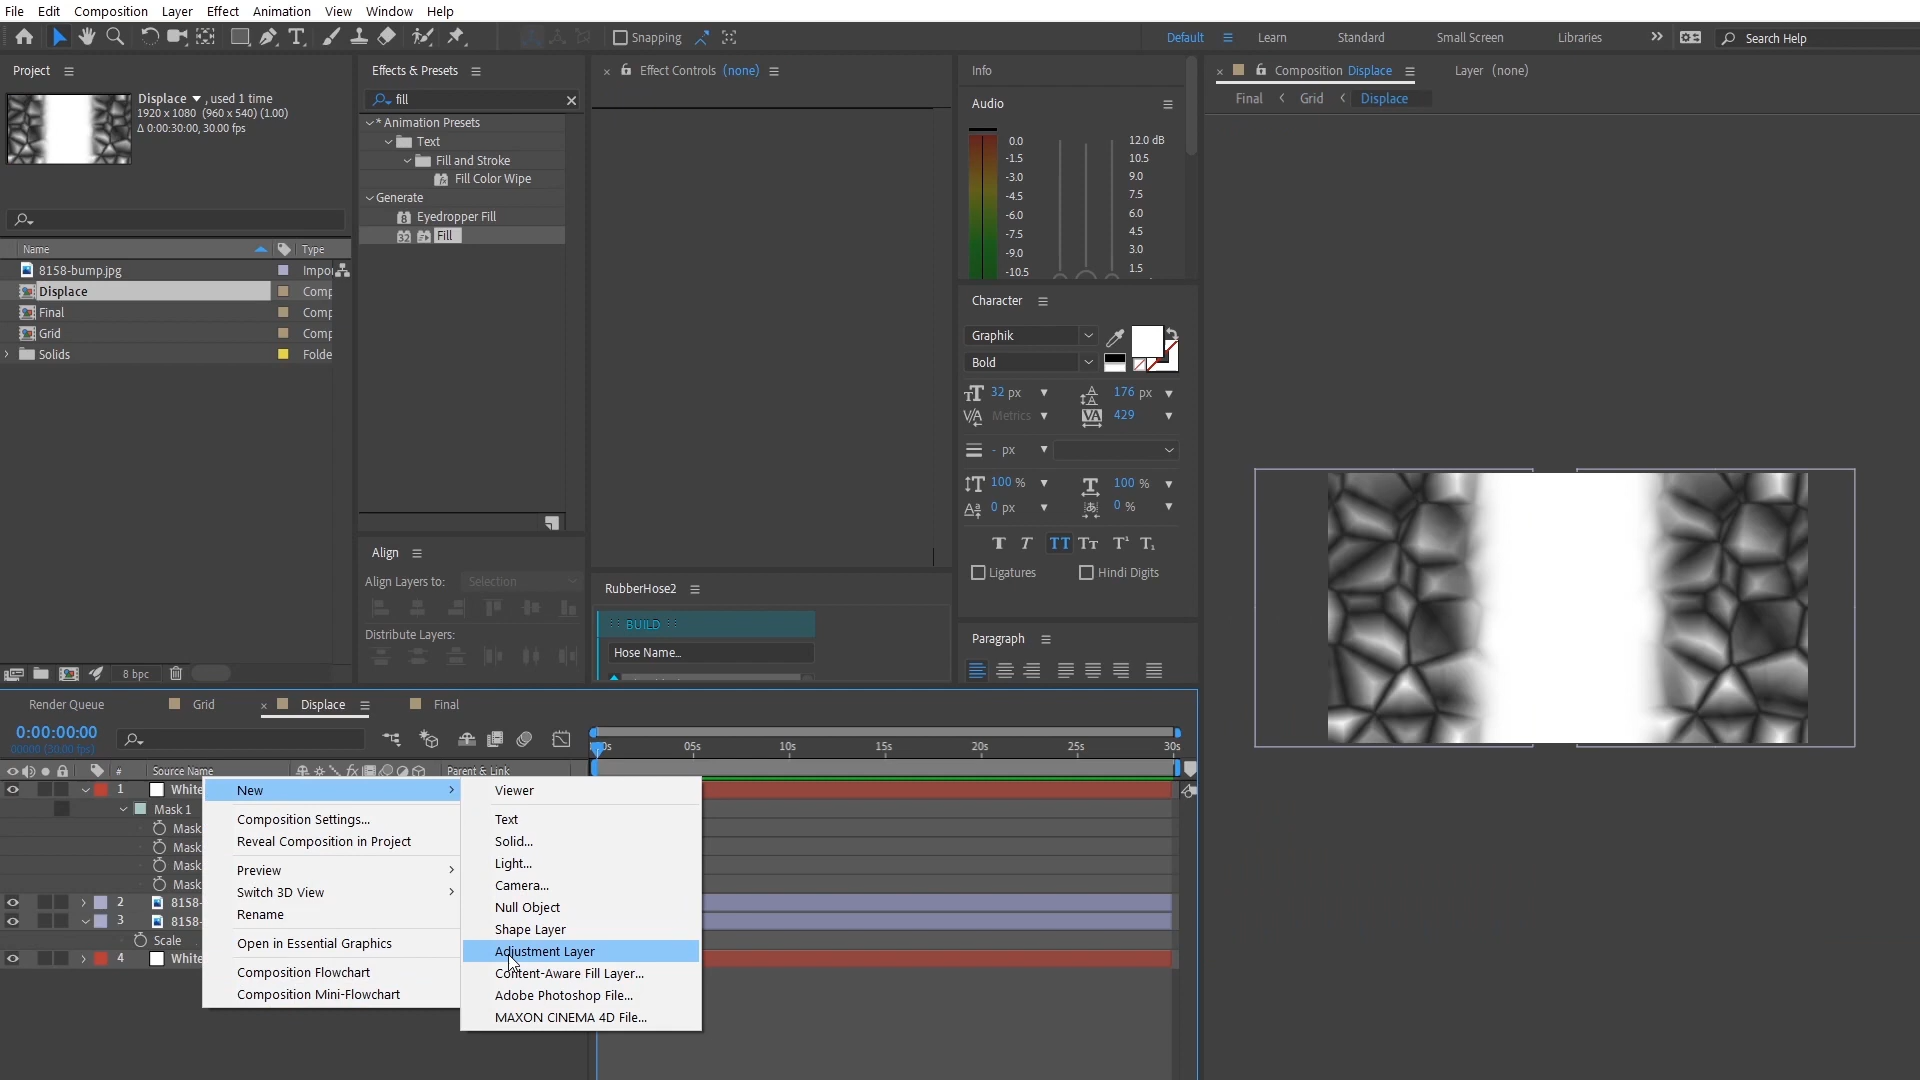 File Edit Composition Layer Effect Animation View Window Help
Snapping
Default Learn Standard Small Screen Libraries Search Help
Project
Displace , used 1 time
1920 x 1080 (960 x 540) (1.00)
Δ 0:00:30:00, 30.00 fps
Name Type
8158-bump.jpg Impo
Displace Comp
Final Comp
Grid Comp
Solids Folde
8 bpc
Effects & Presets
fill
* Animation Presets
Text
Fill and Stroke
Fill Color Wipe
Generate
Eyedropper Fill
32 Fill
Align
Align Layers to: Selection
Distribute Layers:
Effect Controls (none)
RubberHose2
BUILD
Hose Name...
Info
Audio
0.0
-1.5
-3.0
-4.5
-6.0
-7.5
-9.0
-10.5
12.0 dB
10.5
9.0
7.5
6.0
4.5
3.0
1.5
Character
Graphik
Bold
32 px 176 px
Metrics 429
- px
100 % 100 %
0 px 0 %
Ligatures Hindi Digits
Paragraph
Composition Displace Layer (none)
Final Grid Displace
Render Queue Grid Displace Final
0:00:00:00
00000 (30.00 fps)
0s 05s 10s 15s 20s 25s 30s
# Source Name Parent & Link
1 White
Mask 1
Mask
Mask
Mask
Mask
2 8158-
3 8158-
Scale
4 White
New
Composition Settings...
Reveal Composition in Project
Preview
Switch 3D View
Rename
Open in Essential Graphics
Composition Flowchart
Composition Mini-Flowchart
Viewer
Text
Solid...
Light...
Camera...
Null Object
Shape Layer
Adjustment Layer
Content-Aware Fill Layer...
Adobe Photoshop File...
MAXON CINEMA 4D File...